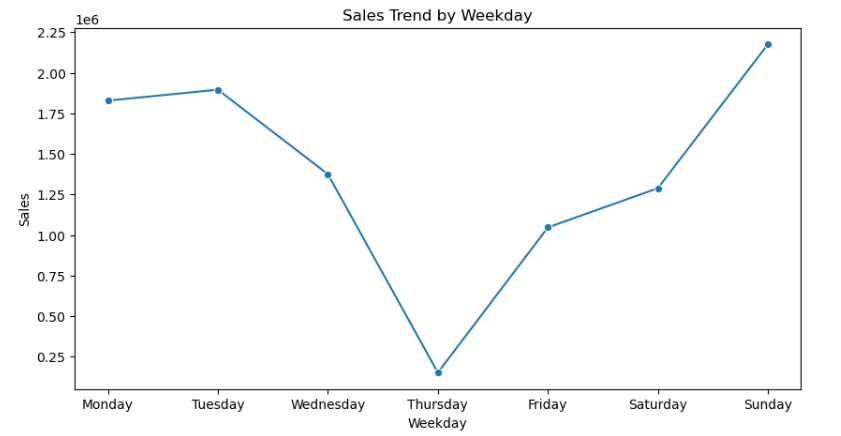 Sales Trend by Weekday
1e6
2.25
2.00
1.75
1.50
1.25
1.00
0.75
0.50
0.25
Sales
Monday Tuesday Wednesday Thursday Friday Saturday Sunday
Weekday